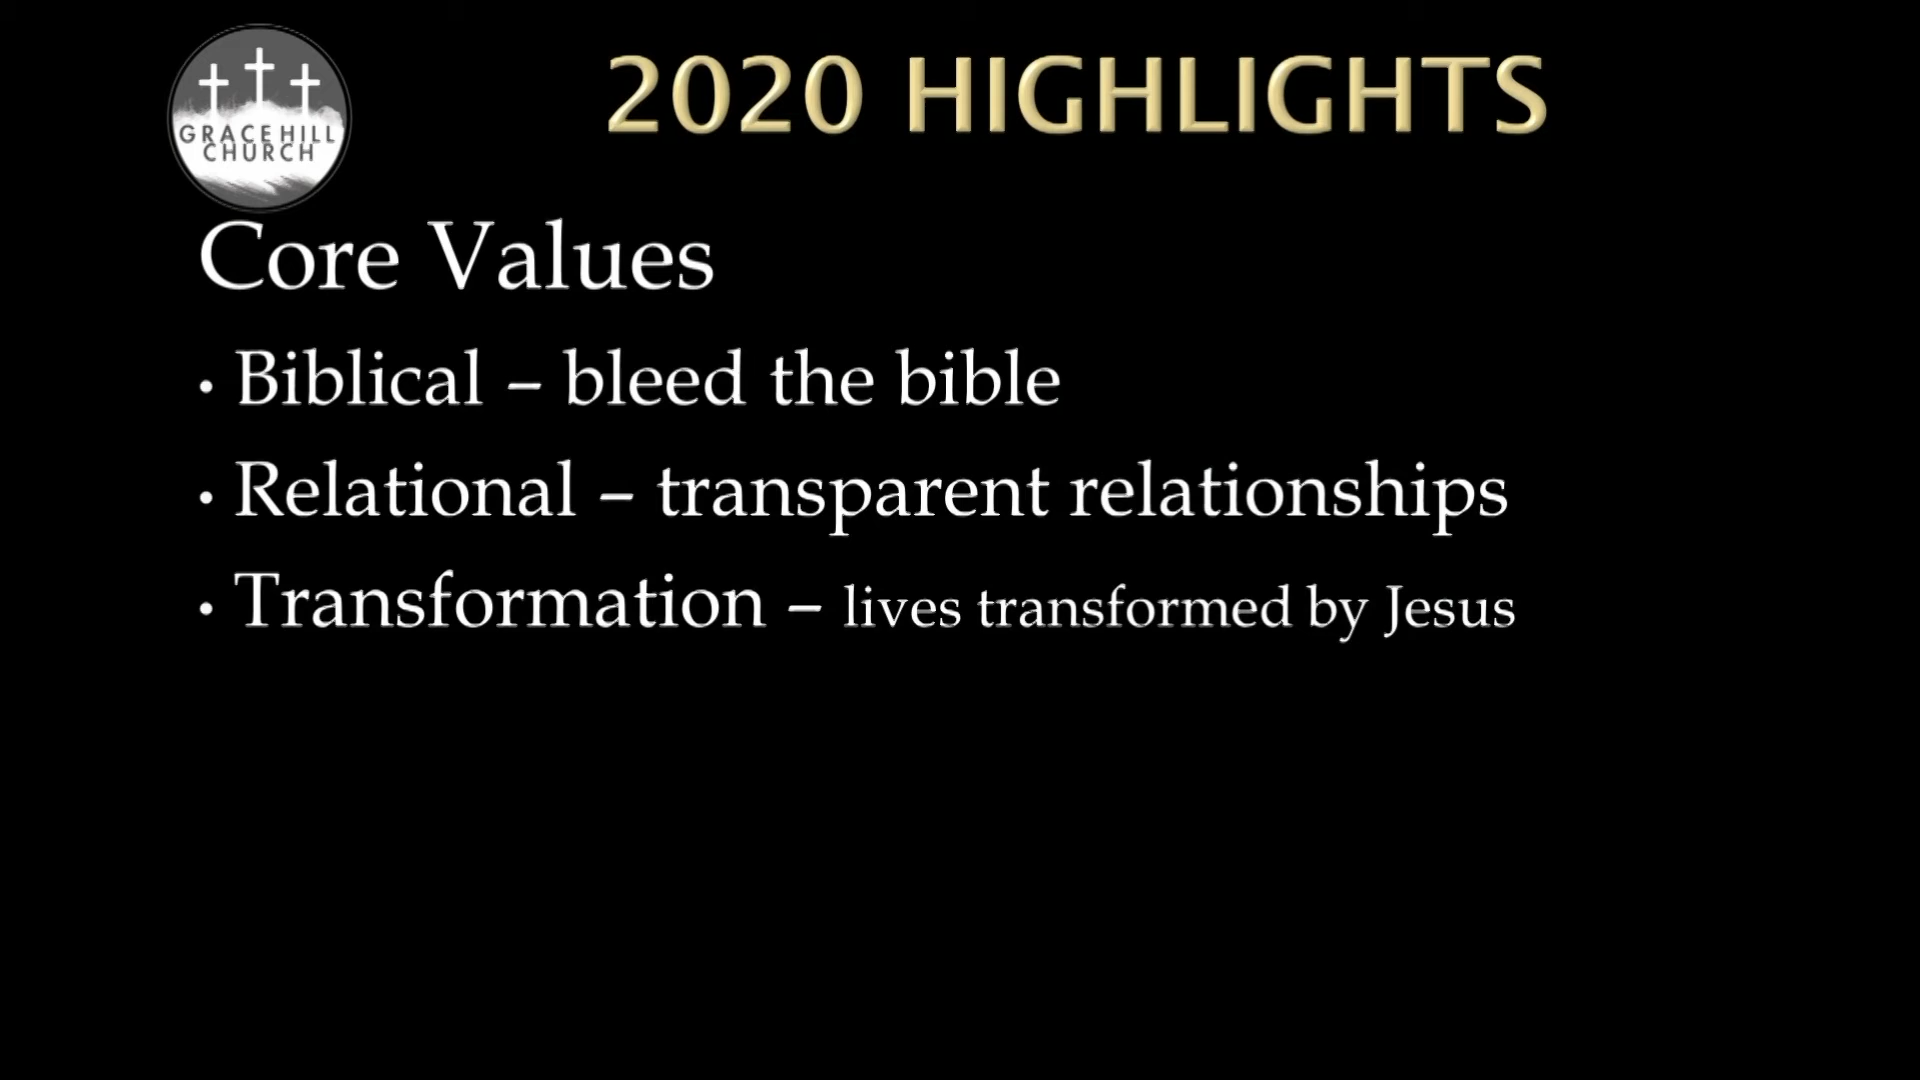 GRACE HILL
CHURCH
2020 HIGHLIGHTS
Core Values
• Biblical – bleed the bible
• Relational – transparent relationships
• Transformation – lives transformed by Jesus